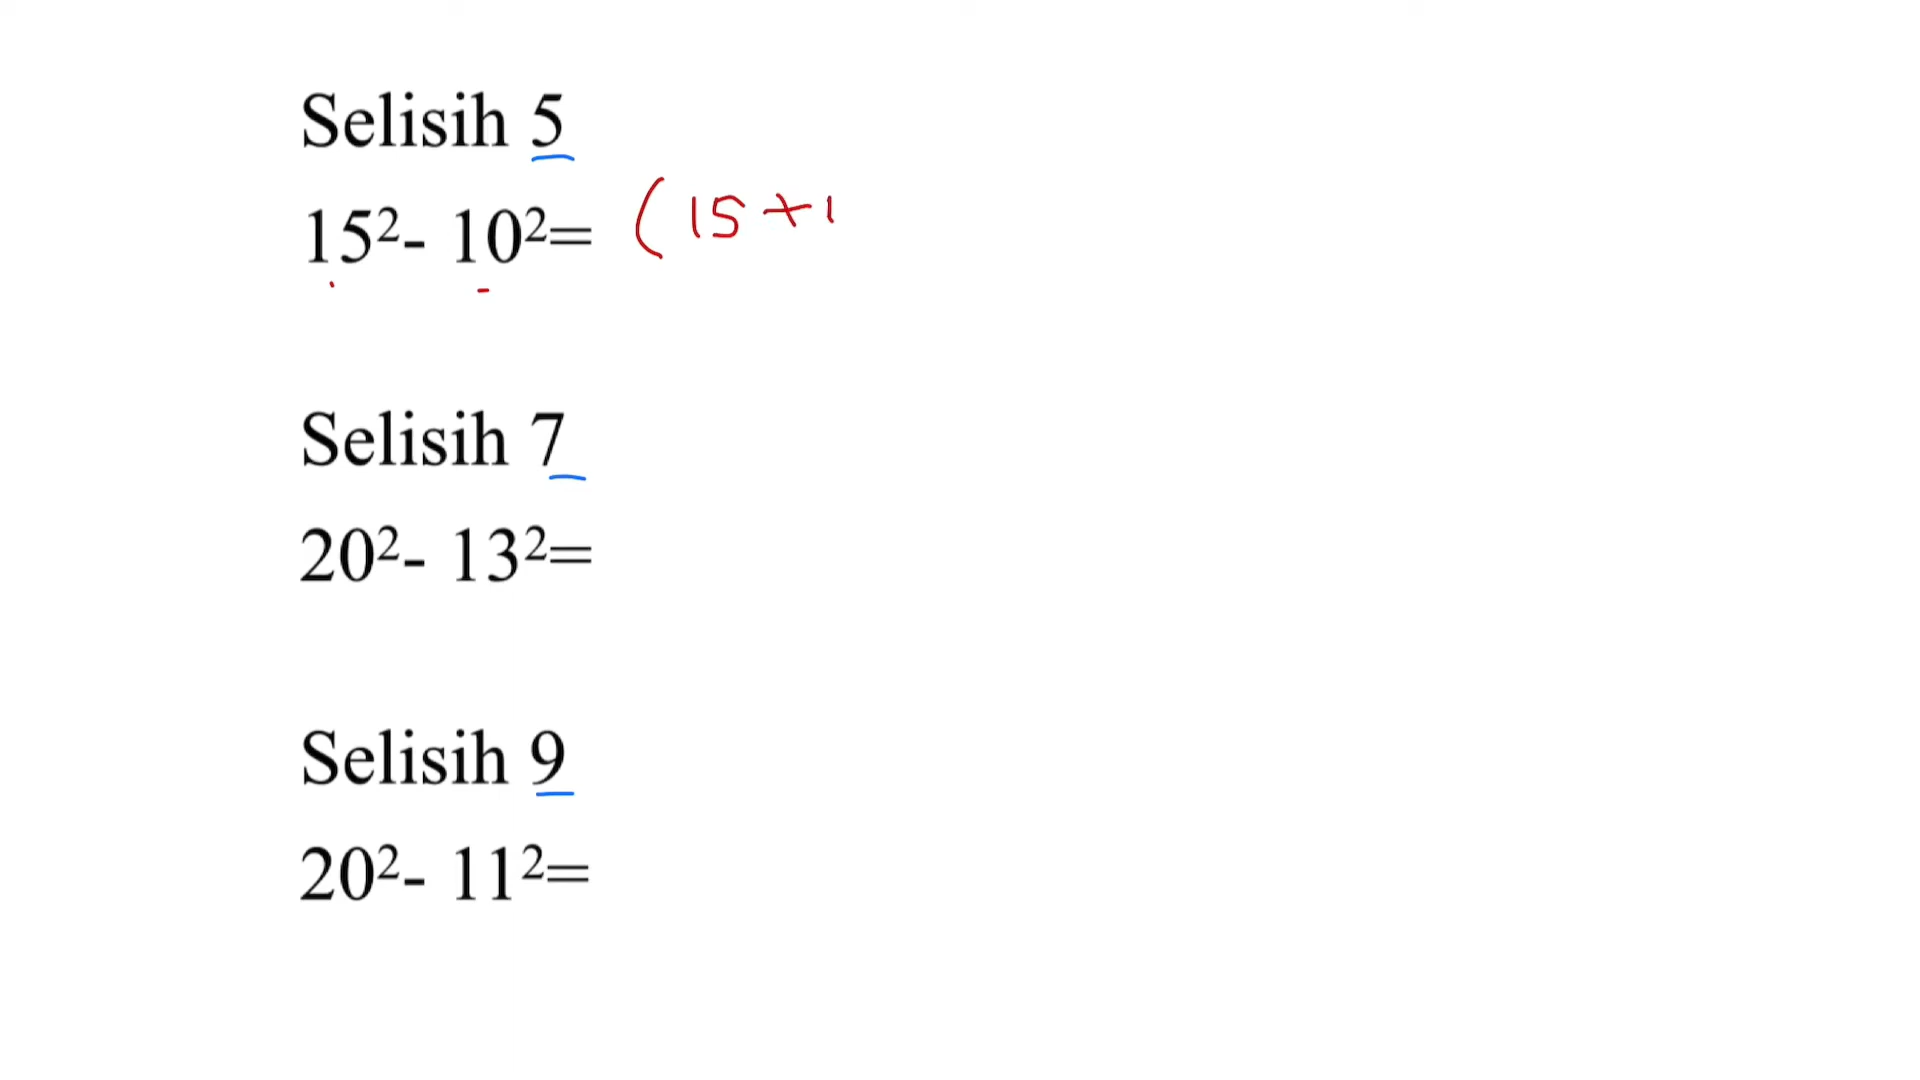 Selisih 5
15²- 10²= (15+1
Selisih 7
20²- 13²=
Selisih 9
20²- 11²=